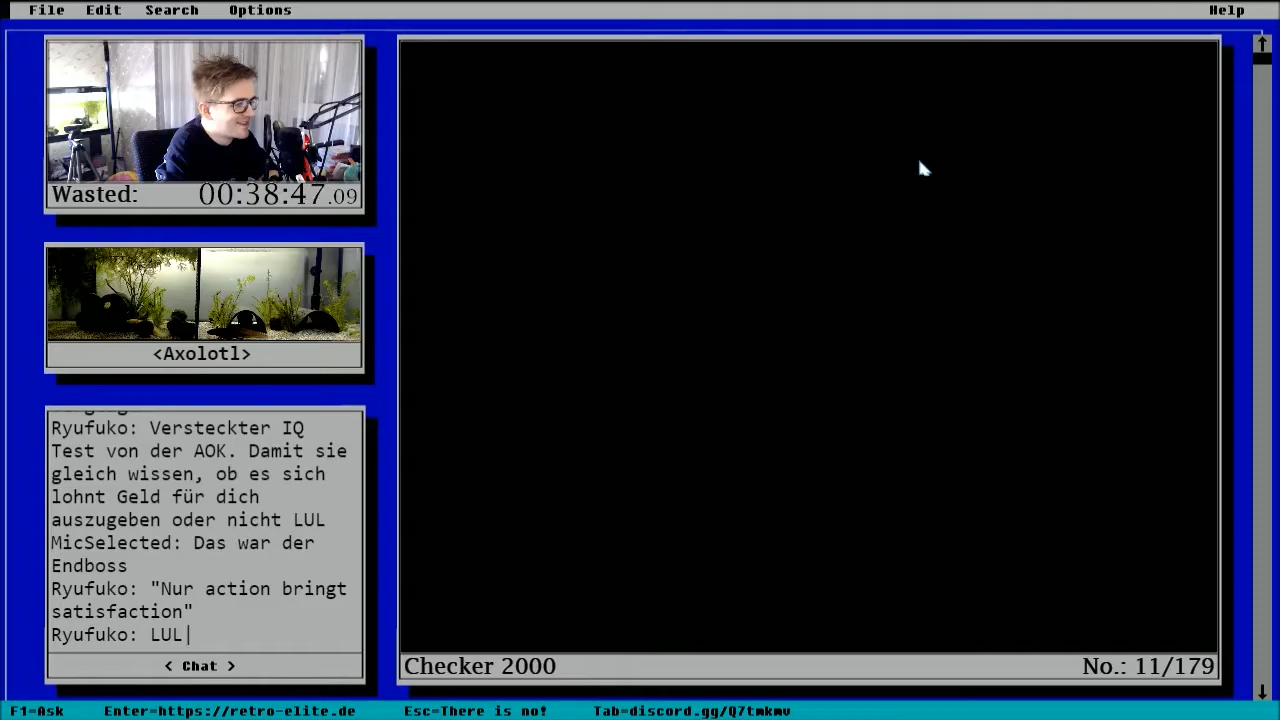 File Edit Search Options Help
Wasted: 00:38:47.09
<Axolotl>
Ryufuko: Versteckter IQ
Test von der AOK. Damit sie
gleich wissen, ob es sich
lohnt Geld für dich
auszugeben oder nicht LUL
MicSelected: Das war der
Endboss
Ryufuko: "Nur action bringt
satisfaction"
Ryufuko: LUL
< Chat >
Checker 2000 No.: 11/179
F1=Ask Enter=https://retro-elite.de Esc=There is no! Tab=discord.gg/Q7tmkmv